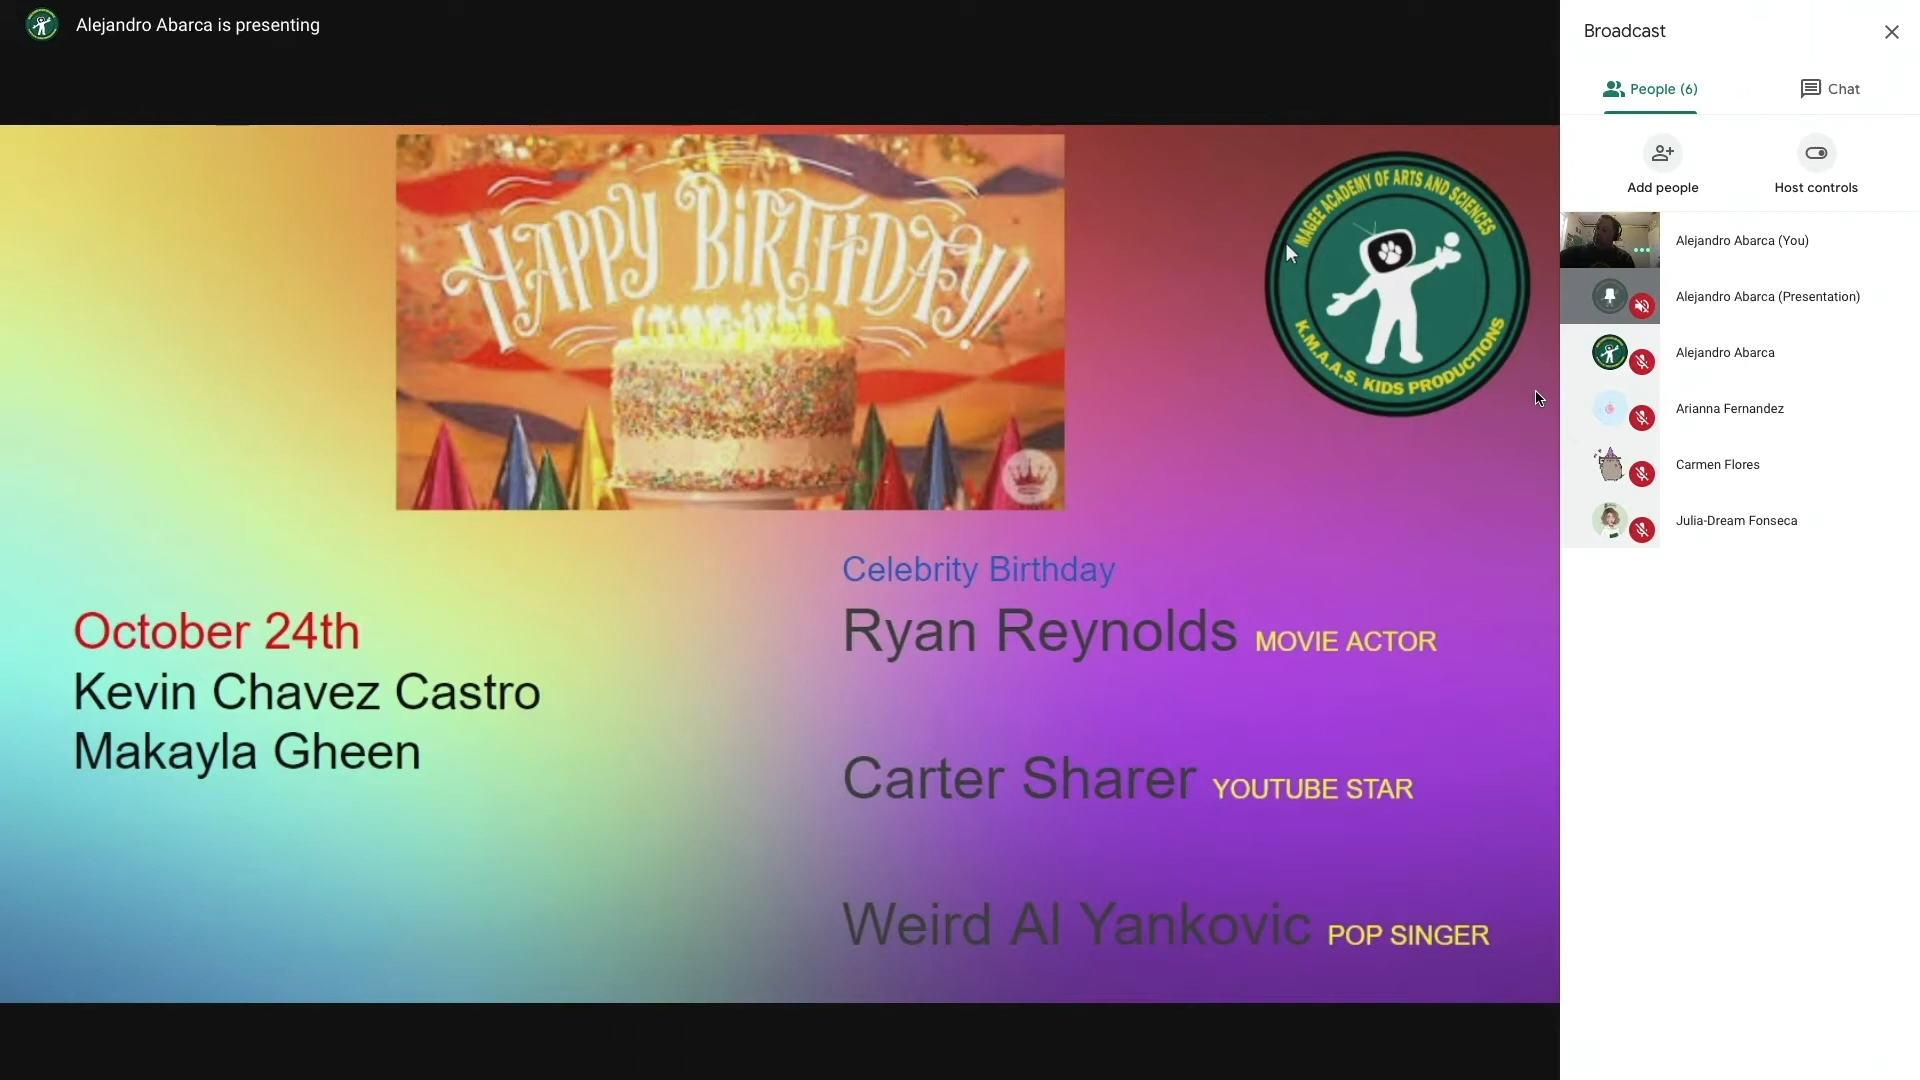 Alejandro Abarca is presenting
HAPPY BIRTHDAY!
MAGEE ACADEMY OF ARTS AND SCIENCES
K.M.A.A.S. KIDS PRODUCTIONS
October 24th
Kevin Chavez Castro
Makayla Gheen
Celebrity Birthday
Ryan Reynolds MOVIE ACTOR
Carter Sharer YOUTUBE STAR
Weird Al Yankovic POP SINGER
Broadcast
People (6)
Chat
Add people
Host controls
Alejandro Abarca (You)
Alejandro Abarca (Presentation)
Alejandro Abarca
Arianna Fernandez
Carmen Flores
Julia-Dream Fonseca